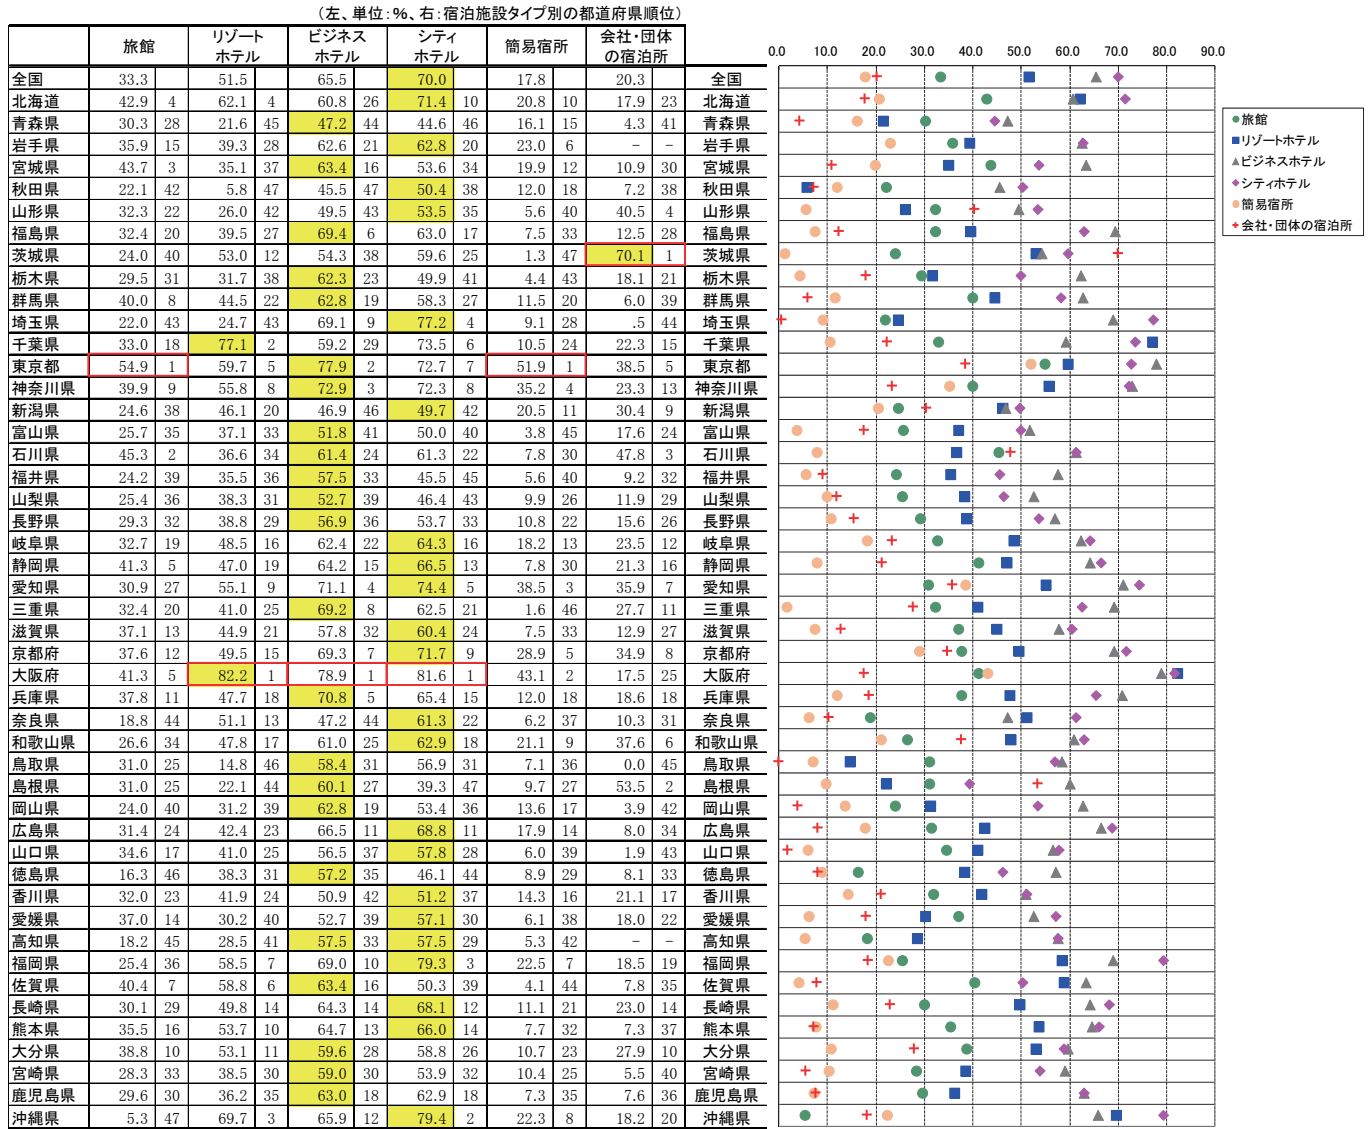 (左、単位:%、右:宿泊施設タイプ別の都道府県順位)
旅館 リゾートホテル ビジネスホテル シティホテル 簡易宿所 会社・団体の宿泊所
0.0 10.0 20.0 30.0 40.0 50.0 60.0 70.0 80.0 90.0
全国 33.3 51.5 65.5 70.0 17.8 20.3 全国
北海道 42.9 4 62.1 4 60.8 26 71.4 10 20.8 10 17.9 23 北海道
青森県 30.3 28 21.6 45 47.2 44 44.6 46 16.1 15 4.3 41 青森県
岩手県 35.9 15 39.3 28 62.6 21 62.8 20 23.0 6 - - 岩手県
宮城県 43.7 3 35.1 37 63.4 16 53.6 34 19.9 12 10.9 30 宮城県
秋田県 22.1 42 5.8 47 45.5 47 50.4 38 12.0 18 7.2 38 秋田県
山形県 32.3 22 26.0 42 49.5 43 53.5 35 5.6 40 40.5 4 山形県
福島県 32.4 20 39.5 27 69.4 6 63.0 17 7.5 33 12.5 28 福島県
茨城県 24.0 40 53.0 12 54.3 38 59.6 25 1.3 47 70.1 1 茨城県
栃木県 29.5 31 31.7 38 62.3 23 49.9 41 4.4 43 18.1 21 栃木県
群馬県 40.0 8 44.5 22 62.8 19 58.3 27 11.5 20 6.0 39 群馬県
埼玉県 22.0 43 24.7 43 69.1 9 77.2 4 9.1 28 .5 44 埼玉県
千葉県 33.0 18 77.1 2 59.2 29 73.5 6 10.5 24 22.3 15 千葉県
東京都 54.9 1 59.7 5 77.9 2 72.7 7 51.9 1 38.5 5 東京都
神奈川県 39.9 9 55.8 8 72.9 3 72.3 8 35.2 4 23.3 13 神奈川県
新潟県 24.6 38 46.1 20 46.9 46 49.7 42 20.5 11 30.4 9 新潟県
富山県 25.7 35 37.1 33 51.8 41 50.0 40 3.8 45 17.6 24 富山県
石川県 45.3 2 36.6 34 61.4 24 61.3 22 7.8 30 47.8 3 石川県
福井県 24.2 39 35.5 36 57.5 33 45.5 45 5.6 40 9.2 32 福井県
山梨県 25.4 36 38.3 31 52.7 39 46.4 43 9.9 26 11.9 29 山梨県
長野県 29.3 32 38.8 29 56.9 36 53.7 33 10.8 22 15.6 26 長野県
岐阜県 32.7 19 48.5 16 62.4 22 64.3 16 18.2 13 23.5 12 岐阜県
静岡県 41.3 5 47.0 19 64.2 15 66.5 13 7.8 30 21.3 16 静岡県
愛知県 30.9 27 55.1 9 71.1 4 74.4 5 38.5 3 35.9 7 愛知県
三重県 32.4 20 41.0 25 69.2 8 62.5 21 1.6 46 27.7 11 三重県
滋賀県 37.1 13 44.9 21 57.8 32 60.4 24 7.5 33 12.9 27 滋賀県
京都府 37.6 12 49.5 15 69.3 7 71.7 9 28.9 5 34.9 8 京都府
大阪府 41.3 5 82.2 1 78.9 1 81.6 1 43.1 2 17.5 25 大阪府
兵庫県 37.8 11 47.7 18 70.8 5 65.4 15 12.0 18 18.6 18 兵庫県
奈良県 18.8 44 51.1 13 47.2 44 61.3 22 6.2 37 10.3 31 奈良県
和歌山県 26.6 34 47.8 17 61.0 25 62.9 18 21.1 9 37.6 6 和歌山県
鳥取県 31.0 25 14.8 46 58.4 31 56.9 31 7.1 36 0.0 45 鳥取県
島根県 31.0 25 22.1 44 60.1 27 39.3 47 9.7 27 53.5 2 島根県
岡山県 24.0 40 31.2 39 62.8 19 53.4 36 13.6 17 3.9 42 岡山県
広島県 31.4 24 42.4 23 66.5 11 68.8 11 17.9 14 8.0 34 広島県
山口県 34.6 17 41.0 25 56.5 37 57.8 28 6.0 39 1.9 43 山口県
徳島県 16.3 46 38.3 31 57.2 35 46.1 44 8.9 29 8.1 33 徳島県
香川県 32.0 23 41.9 24 50.9 42 51.2 37 14.3 16 21.1 17 香川県
愛媛県 37.0 14 30.2 40 52.7 39 57.1 30 6.1 38 18.0 22 愛媛県
高知県 18.2 45 28.5 41 57.5 33 57.5 29 5.3 42 - - 高知県
福岡県 25.4 36 58.5 7 69.0 10 79.3 3 22.5 7 18.5 19 福岡県
佐賀県 40.4 7 58.8 6 63.4 16 50.3 39 4.1 44 7.8 35 佐賀県
長崎県 30.1 29 49.8 14 64.3 14 68.1 12 11.1 21 23.0 14 長崎県
熊本県 35.5 16 53.7 10 64.7 13 66.0 14 7.7 32 7.3 37 熊本県
大分県 38.8 10 53.1 11 59.6 28 58.8 26 10.7 23 27.9 10 大分県
宮崎県 28.3 33 38.5 30 59.0 30 53.9 32 10.4 25 5.5 40 宮崎県
鹿児島県 29.6 30 36.2 35 63.0 18 62.9 18 7.3 35 7.6 36 鹿児島県
沖縄県 5.3 47 69.7 3 65.9 12 79.4 2 22.3 8 18.2 20 沖縄県
旅館
リゾートホテル
ビジネスホテル
シティホテル
簡易宿所
会社・団体の宿泊所